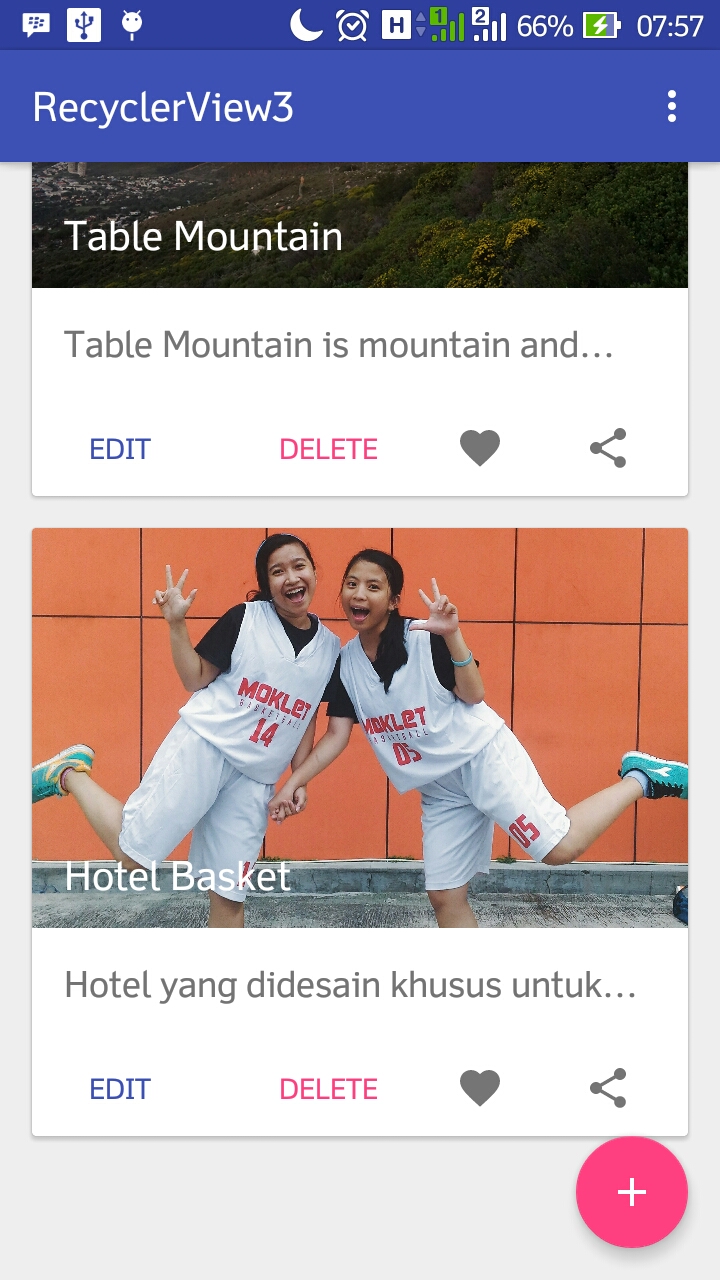 1 2 66% 07:57
RecyclerView3
Table Mountain
Table Mountain is mountain and...
EDIT DELETE
MOKLET
BASKETBALL
14
MOKLET
BASKETBALL
05
05
Hotel Basket
Hotel yang didesain khusus untuk...
EDIT DELETE